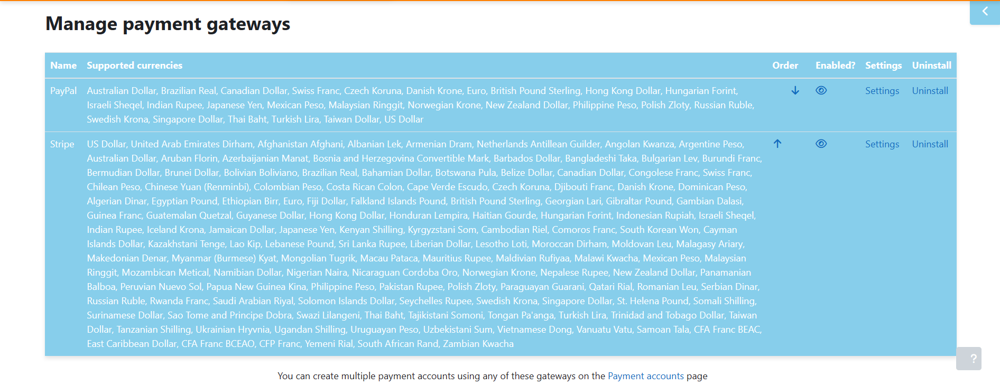 Manage payment gateways
Name Supported currencies Order Enabled? Settings Uninstall
PayPal Australian Dollar, Brazilian Real, Canadian Dollar, Swiss Franc, Czech Koruna, Danish Krone, Euro, British Pound Sterling, Hong Kong Dollar, Hungarian Forint, Settings Uninstall
Israeli Sheqel, Indian Rupee, Japanese Yen, Mexican Peso, Malaysian Ringgit, Norwegian Krone, New Zealand Dollar, Philippine Peso, Polish Zloty, Russian Ruble,
Swedish Krona, Singapore Dollar, Thai Baht, Turkish Lira, Taiwan Dollar, US Dollar
Stripe US Dollar, United Arab Emirates Dirham, Afghanistan Afghani, Albanian Lek, Armenian Dram, Netherlands Antillean Guilder, Angolan Kwanza, Argentine Peso, Settings Uninstall
Australian Dollar, Aruban Florin, Azerbaijanian Manat, Bosnia and Herzegovina Convertible Mark, Barbados Dollar, Bangladeshi Taka, Bulgarian Lev, Burundi Franc,
Bermudian Dollar, Brunei Dollar, Bolivian Boliviano, Brazilian Real, Bahamian Dollar, Botswana Pula, Belize Dollar, Canadian Dollar, Congolese Franc, Swiss Franc,
Chilean Peso, Chinese Yuan (Renminbi), Colombian Peso, Costa Rican Colon, Cape Verde Escudo, Czech Koruna, Djibouti Franc, Danish Krone, Dominican Peso,
Algerian Dinar, Egyptian Pound, Ethiopian Birr, Euro, Fiji Dollar, Falkland Islands Pound, British Pound Sterling, Georgian Lari, Gibraltar Pound, Gambian Dalasi,
Guinea Franc, Guatemalan Quetzal, Guyanese Dollar, Hong Kong Dollar, Honduran Lempira, Haitian Gourde, Hungarian Forint, Indonesian Rupiah, Israeli Sheqel,
Indian Rupee, Iceland Krona, Jamaican Dollar, Japanese Yen, Kenyan Shilling, Kyrgyzstani Som, Cambodian Riel, Comoros Franc, South Korean Won, Cayman
Islands Dollar, Kazakhstani Tenge, Lao Kip, Lebanese Pound, Sri Lanka Rupee, Liberian Dollar, Lesotho Loti, Moroccan Dirham, Moldovan Leu, Malagasy Ariary,
Makedonian Denar, Myanmar (Burmese) Kyat, Mongolian Tugrik, Macau Pataca, Mauritius Rupee, Maldivian Rufiyaa, Malawi Kwacha, Mexican Peso, Malaysian
Ringgit, Mozambican Metical, Namibian Dollar, Nigerian Naira, Nicaraguan Cordoba Oro, Norwegian Krone, Nepalese Rupee, New Zealand Dollar, Panamanian
Balboa, Peruvian Nuevo Sol, Papua New Guinea Kina, Philippine Peso, Pakistan Rupee, Polish Zloty, Paraguayan Guarani, Qatari Rial, Romanian Leu, Serbian Dinar,
Russian Ruble, Rwanda Franc, Saudi Arabian Riyal, Solomon Islands Dollar, Seychelles Rupee, Swedish Krona, Singapore Dollar, St. Helena Pound, Somali Shilling,
Surinamese Dollar, Sao Tome and Principe Dobra, Swazi Lilangeni, Thai Baht, Tajikistani Somoni, Tongan Pa'anga, Turkish Lira, Trinidad and Tobago Dollar, Taiwan
Dollar, Tanzanian Shilling, Ukrainian Hryvnia, Ugandan Shilling, Uruguayan Peso, Uzbekistani Sum, Vietnamese Dong, Vanuatu Vatu, Samoan Tala, CFA Franc BEAC,
East Caribbean Dollar, CFA Franc BCEAO, CFP Franc, Yemeni Rial, South African Rand, Zambian Kwacha
?
You can create multiple payment accounts using any of these gateways on the Payment accounts page